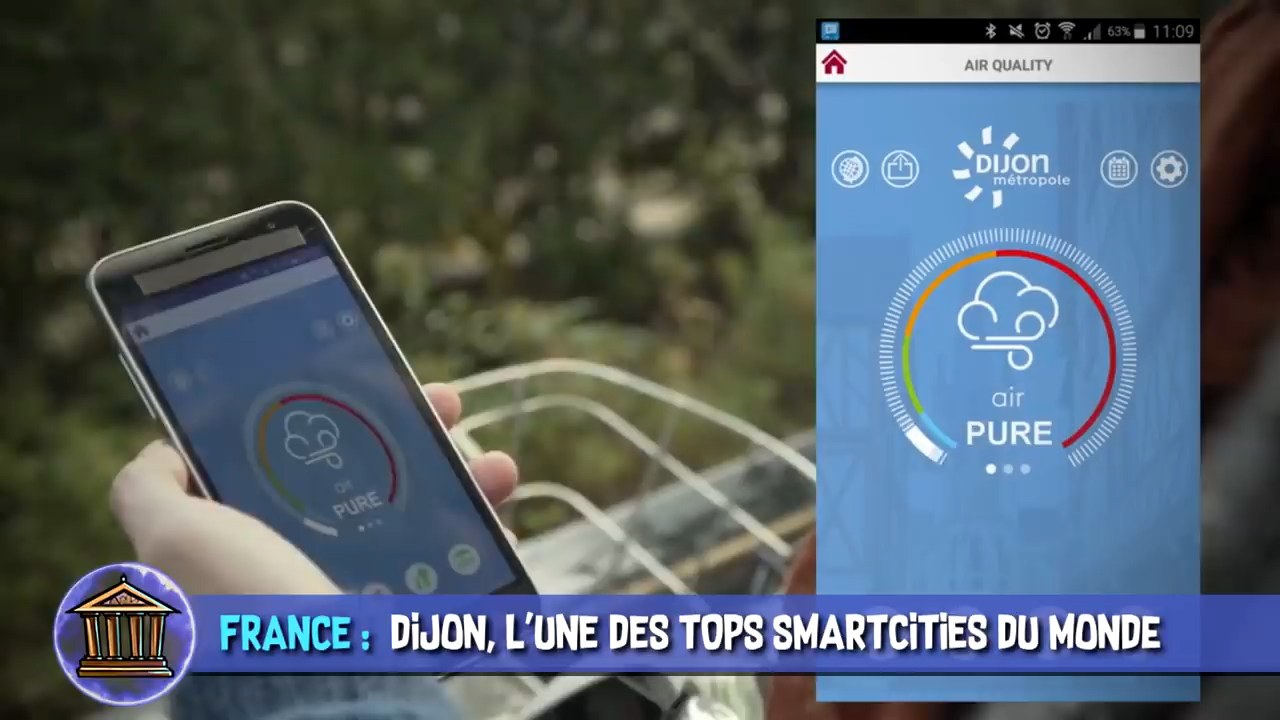 63% 11:09
AIR QUALITY
DiJON
métropole
air
PURE
air
PURE
FRANCE : DiJON, L'UNE DES TOPS SMARTCiTiES DU MONDE